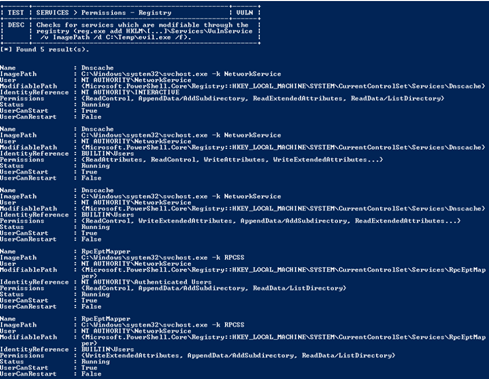 | TEST | SERVICES > Permissions - Registry | VULN |
| DESC | Checks for services which are modifiable through the |
registry (reg.exe add HKLM\[...]\Services\VulnService
/v ImagePath /d C:\Temp\evil.exe /f).
[*] Found 5 result(s).
Name : Dnscache
ImagePath : C:\Windows\system32\svchost.exe -k NetworkService
User : NT AUTHORITY\NetworkService
ModifiablePath : {Microsoft.PowerShell.Core\Registry::HKEY_LOCAL_MACHINE\SYSTEM\CurrentControlSet\Services\Dnscache}
IdentityReference : NT AUTHORITY\INTERACTIVE
Permissions : {ReadControl, AppendData/AddSubdirectory, ReadExtendedAttributes, ReadData/ListDirectory}
Status : Running
UserCanStart : True
UserCanRestart : False
Name : Dnscache
ImagePath : C:\Windows\system32\svchost.exe -k NetworkService
User : NT AUTHORITY\NetworkService
ModifiablePath : {Microsoft.PowerShell.Core\Registry::HKEY_LOCAL_MACHINE\SYSTEM\CurrentControlSet\Services\Dnscache}
IdentityReference : BUILTIN\Users
Permissions : {ReadAttributes, ReadControl, WriteAttributes, WriteExtendedAttributes...}
Status : Running
UserCanStart : True
UserCanRestart : False
Name : Dnscache
ImagePath : C:\Windows\system32\svchost.exe -k NetworkService
User : NT AUTHORITY\NetworkService
ModifiablePath : {Microsoft.PowerShell.Core\Registry::HKEY_LOCAL_MACHINE\SYSTEM\CurrentControlSet\Services\Dnscache}
IdentityReference : BUILTIN\Users
Permissions : {ReadControl, WriteExtendedAttributes, AppendData/AddSubdirectory, ReadExtendedAttributes...}
Status : Running
UserCanStart : True
UserCanRestart : False
Name : RpcEptMapper
ImagePath : C:\Windows\system32\svchost.exe -k RPCSS
User : NT AUTHORITY\NetworkService
ModifiablePath : {Microsoft.PowerShell.Core\Registry::HKEY_LOCAL_MACHINE\SYSTEM\CurrentControlSet\Services\RpcEptMap
per}
IdentityReference : NT AUTHORITY\Authenticated Users
Permissions : {ReadControl, AppendData/AddSubdirectory, ReadData/ListDirectory}
Status : Running
UserCanStart : True
UserCanRestart : False
Name : RpcEptMapper
ImagePath : C:\Windows\system32\svchost.exe -k RPCSS
User : NT AUTHORITY\NetworkService
ModifiablePath : {Microsoft.PowerShell.Core\Registry::HKEY_LOCAL_MACHINE\SYSTEM\CurrentControlSet\Services\RpcEptMap
per}
IdentityReference : BUILTIN\Users
Permissions : {WriteExtendedAttributes, AppendData/AddSubdirectory, ReadData/ListDirectory}
Status : Running
UserCanStart : True
UserCanRestart : False